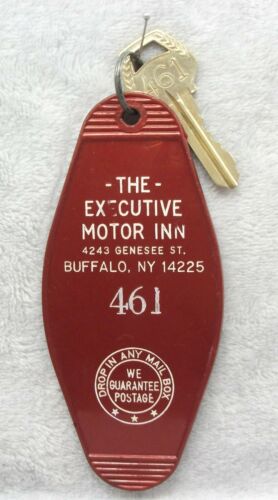 461
- THE -
EXECUTIVE
MOTOR INN
4243 GENESEE ST.
BUFFALO, NY 14225
461
DROP IN ANY MAIL BOX
WE
GUARANTEE
POSTAGE